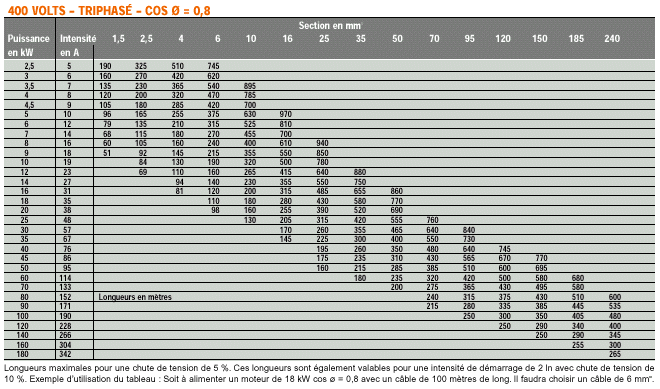 400 VOLTS – TRIPHASÉ – COS Ø = 0,8
Section en mm²
Puissance Intensité 1,5 2,5 4 6 10 16 25 35 50 70 95 120 150 185 240
en kW en A
2,5 5 190 325 510 745
3 6 160 270 420 620
3,5 7 135 230 365 540 895
4 8 120 200 320 470 785
4,5 9 105 180 285 420 700
5 10 96 165 255 375 630 970
6 12 79 135 210 315 525 810
7 14 68 115 180 270 455 700
8 16 60 105 160 240 400 610 940
9 18 51 92 145 215 355 550 850
10 19 84 130 190 320 500 780
12 23 69 110 160 265 415 640 880
14 27 94 140 230 355 550 750
16 31 81 120 200 315 485 655 860
18 35 110 180 280 430 580 770
20 38 98 160 255 390 520 690
25 48 130 205 315 420 555 760
30 57 170 260 355 465 640 840
35 67 145 225 300 400 550 730
40 76 195 260 350 480 640 745
45 86 175 235 310 430 565 670 770
50 95 160 215 285 385 510 600 695
60 114 180 235 320 420 500 580 680
70 133 200 275 365 430 495 580
80 152 Longueurs en mètres 240 315 375 430 510 600
90 171 215 280 335 385 445 535
100 190 250 300 350 405 480
120 228 250 290 340 400
140 266 250 290 345
160 304 255 300
180 342 265
Longueurs maximales pour une chute de tension de 5 %. Ces longueurs sont également valables pour une intensité de démarrage de 2 In avec chute de tension de
10 %. Exemple d'utilisation du tableau : Soit à alimenter un moteur de 18 kW cos ø = 0,8 avec un câble de 100 mètres de long. Il faudra choisir un câble de 6 mm².